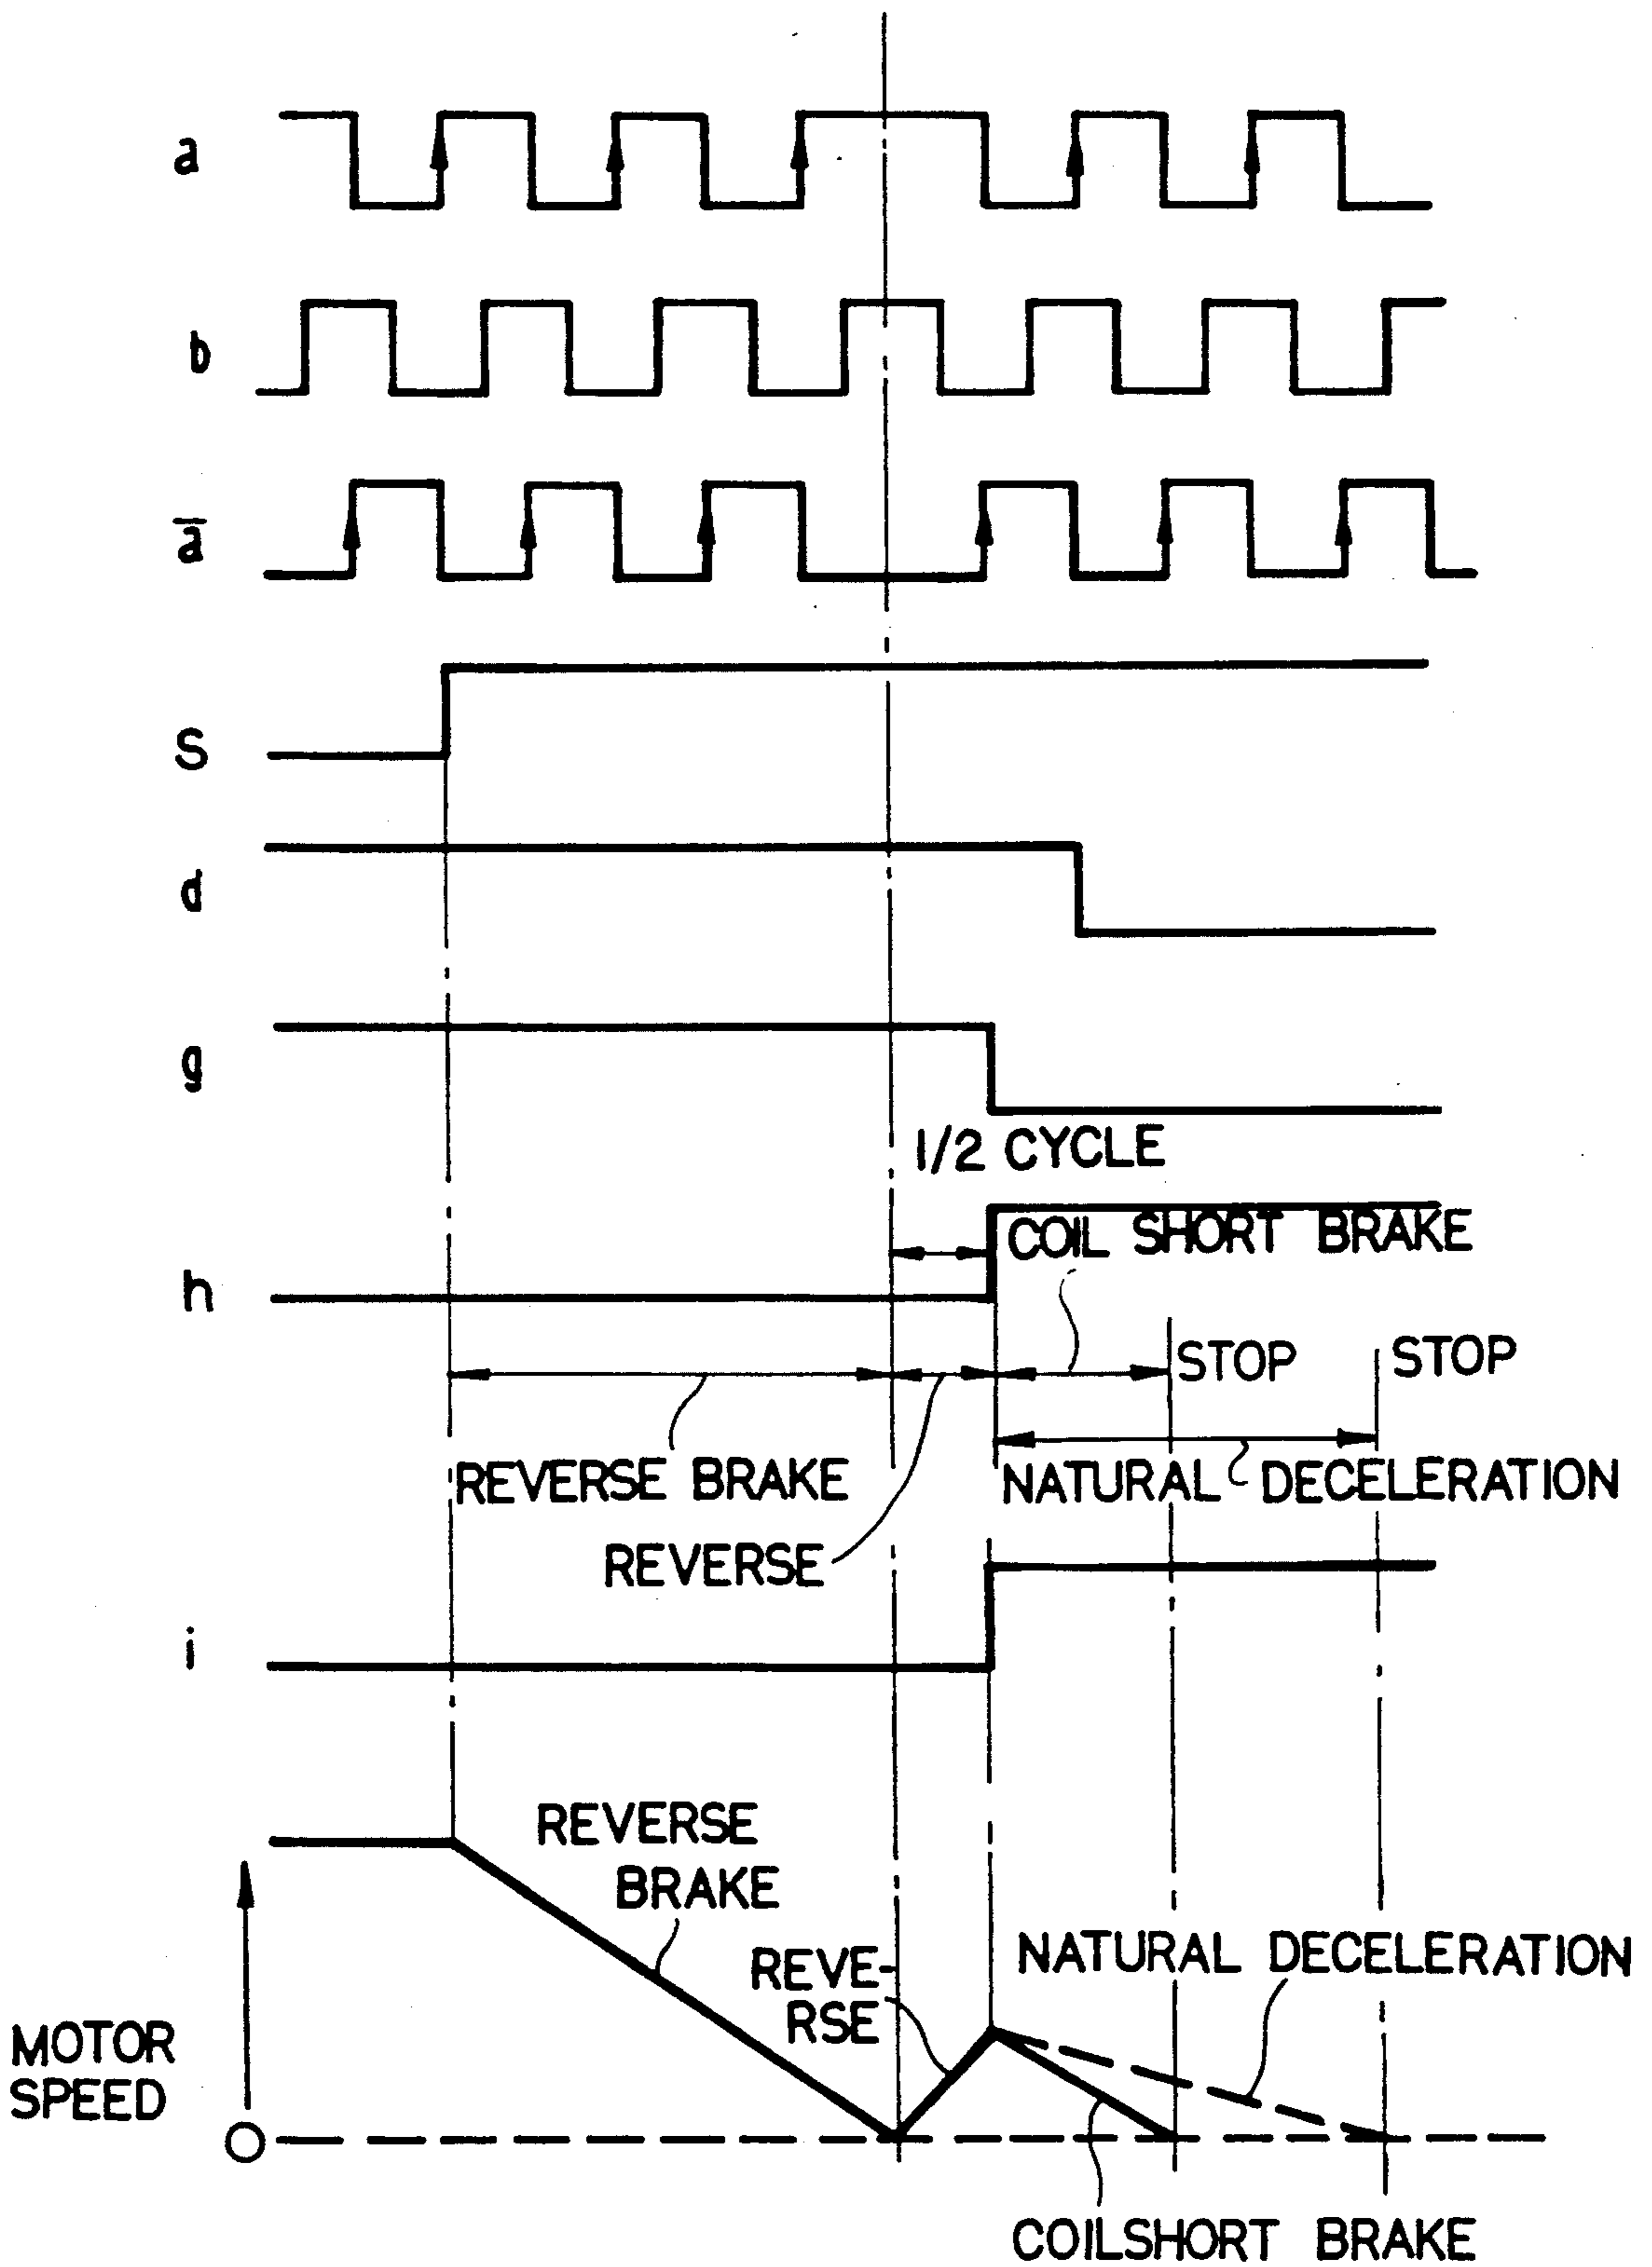 a
b
a̅
S
d
g
1/2 CYCLE
COIL SHORT BRAKE
h
STOP
STOP
REVERSE BRAKE
NATURAL DECELERATION
REVERSE
i
REVERSE
BRAKE
REVE-
RSE
NATURAL DECELERATION
MOTOR
SPEED
O
COILSHORT BRAKE